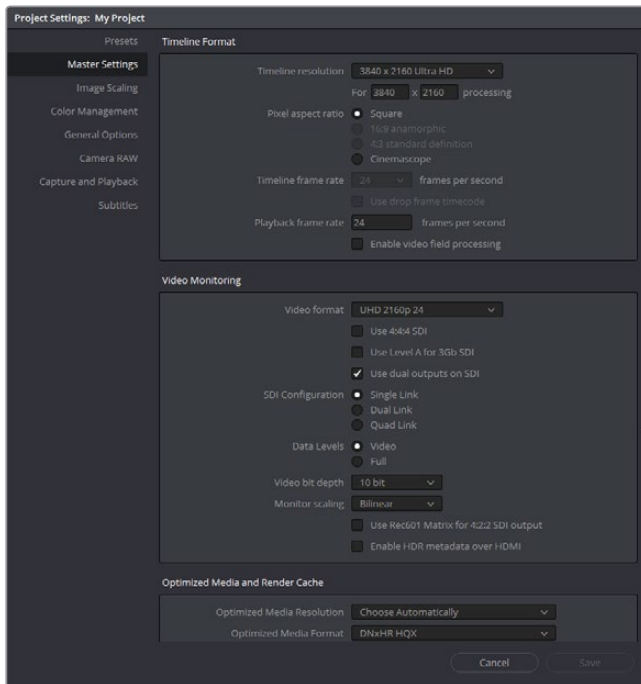 Project Settings: My Project
Presets
Master Settings
Image Scaling
Color Management
General Options
Camera RAW
Capture and Playback
Subtitles
Timeline Format
Timeline resolution 3840 x 2160 Ultra HD
For 3840 x 2160 processing
Pixel aspect ratio Square
16:9 anamorphic
4:3 standard definition
Cinemascope
Timeline frame rate 24 frames per second
Use drop frame timecode
Playback frame rate 24 frames per second
Enable video field processing
Video Monitoring
Video format UHD 2160p 24
Use 4:4:4 SDI
Use Level A for 3Gb SDI
Use dual outputs on SDI
SDI Configuration Single Link
Dual Link
Quad Link
Data Levels Video
Full
Video bit depth 10 bit
Monitor scaling Bilinear
Use Rec601 Matrix for 4:2:2 SDI output
Enable HDR metadata over HDMI
Optimized Media and Render Cache
Optimized Media Resolution Choose Automatically
Optimized Media Format DNxHR HQX
Cancel Save